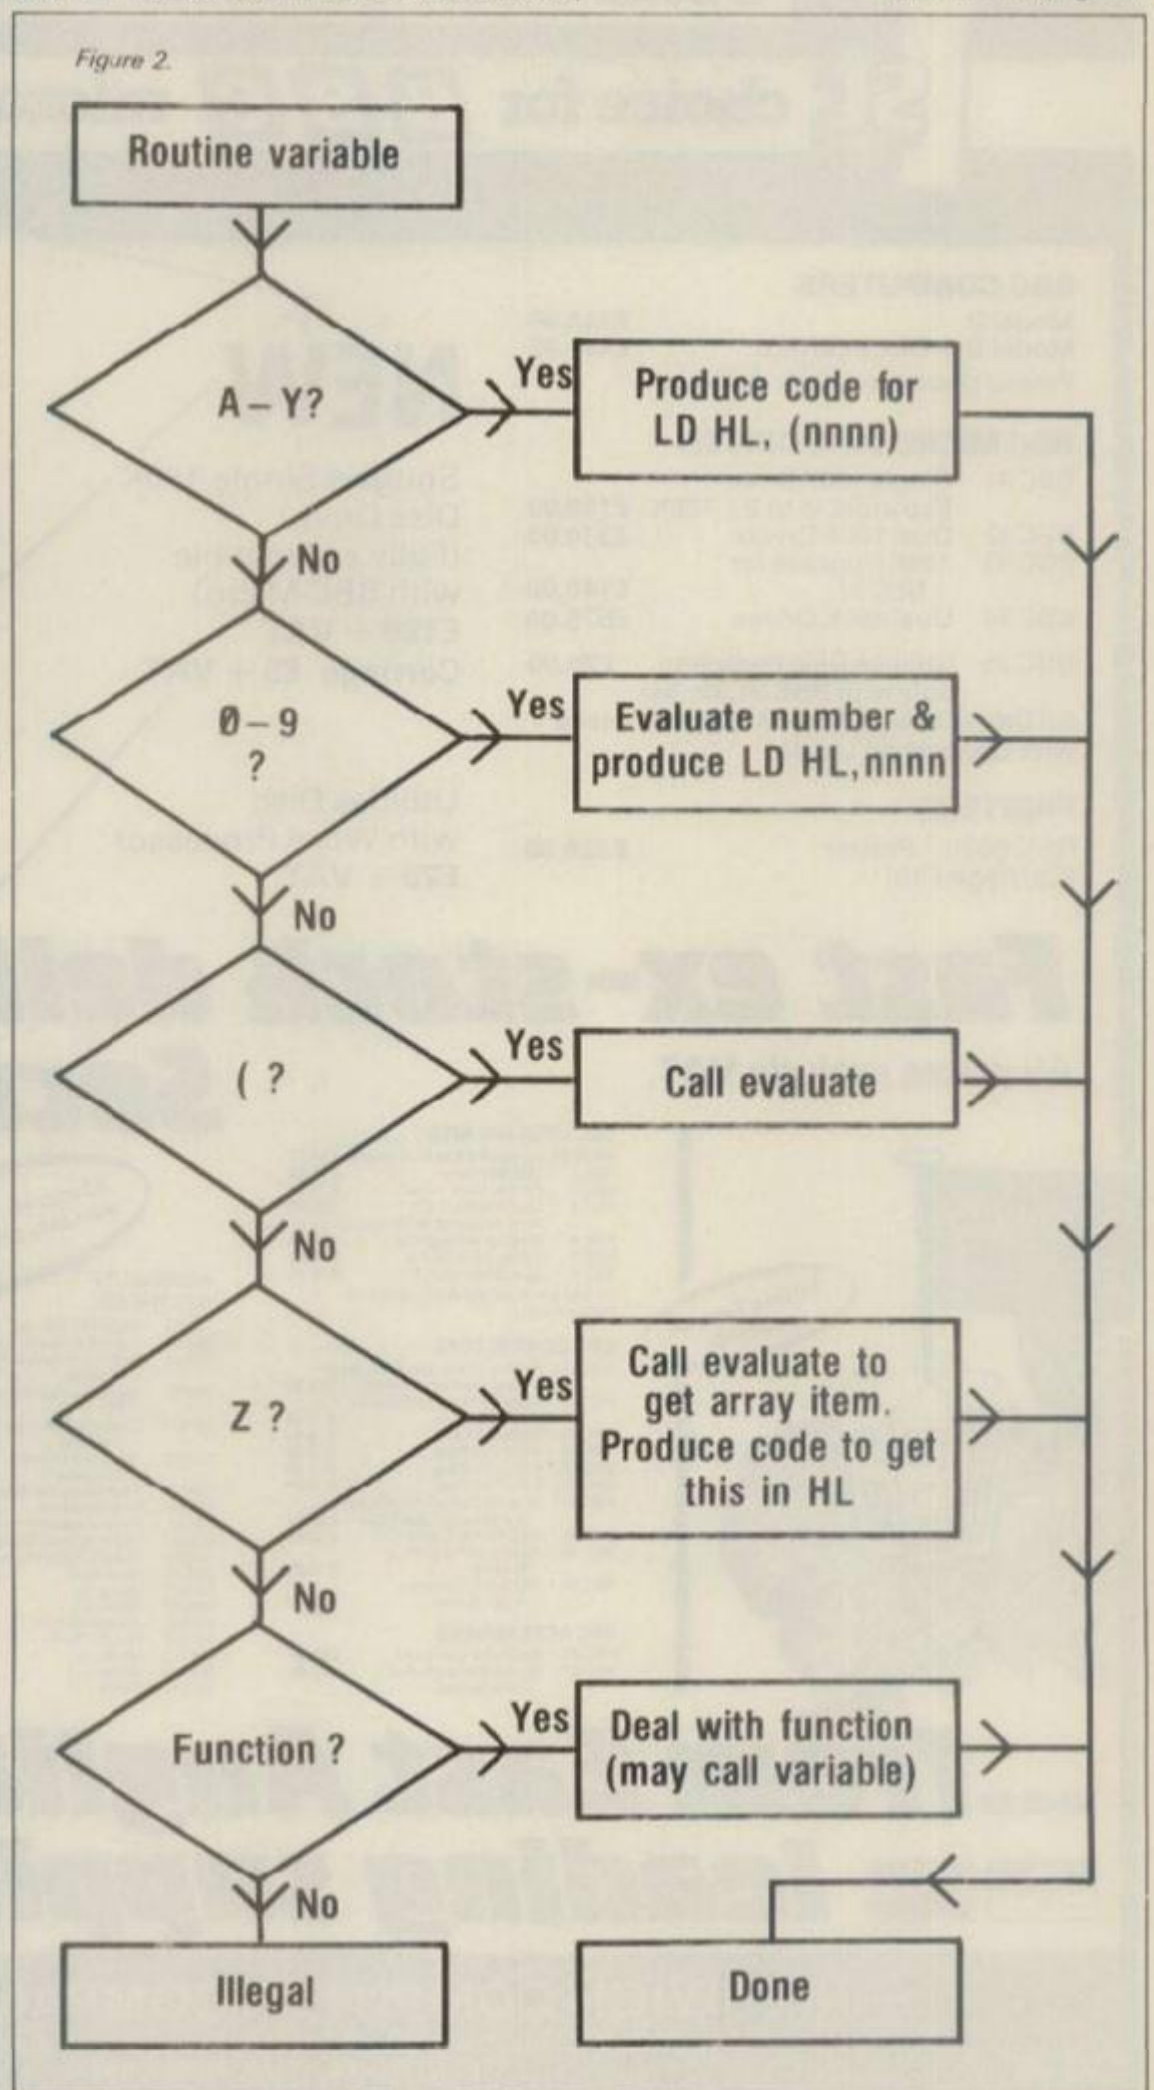 Figure 2.
Routine variable
A – Y?
Yes
Produce code for
LD HL, (nnnn)
No
0 – 9
?
Yes
Evaluate number &
produce LD HL,nnnn
No
( ?
Yes
Call evaluate
No
Z ?
Yes
Call evaluate to
get array item.
Produce code to get
this in HL
No
Function ?
Yes
Deal with function
(may call variable)
No
Illegal
Done